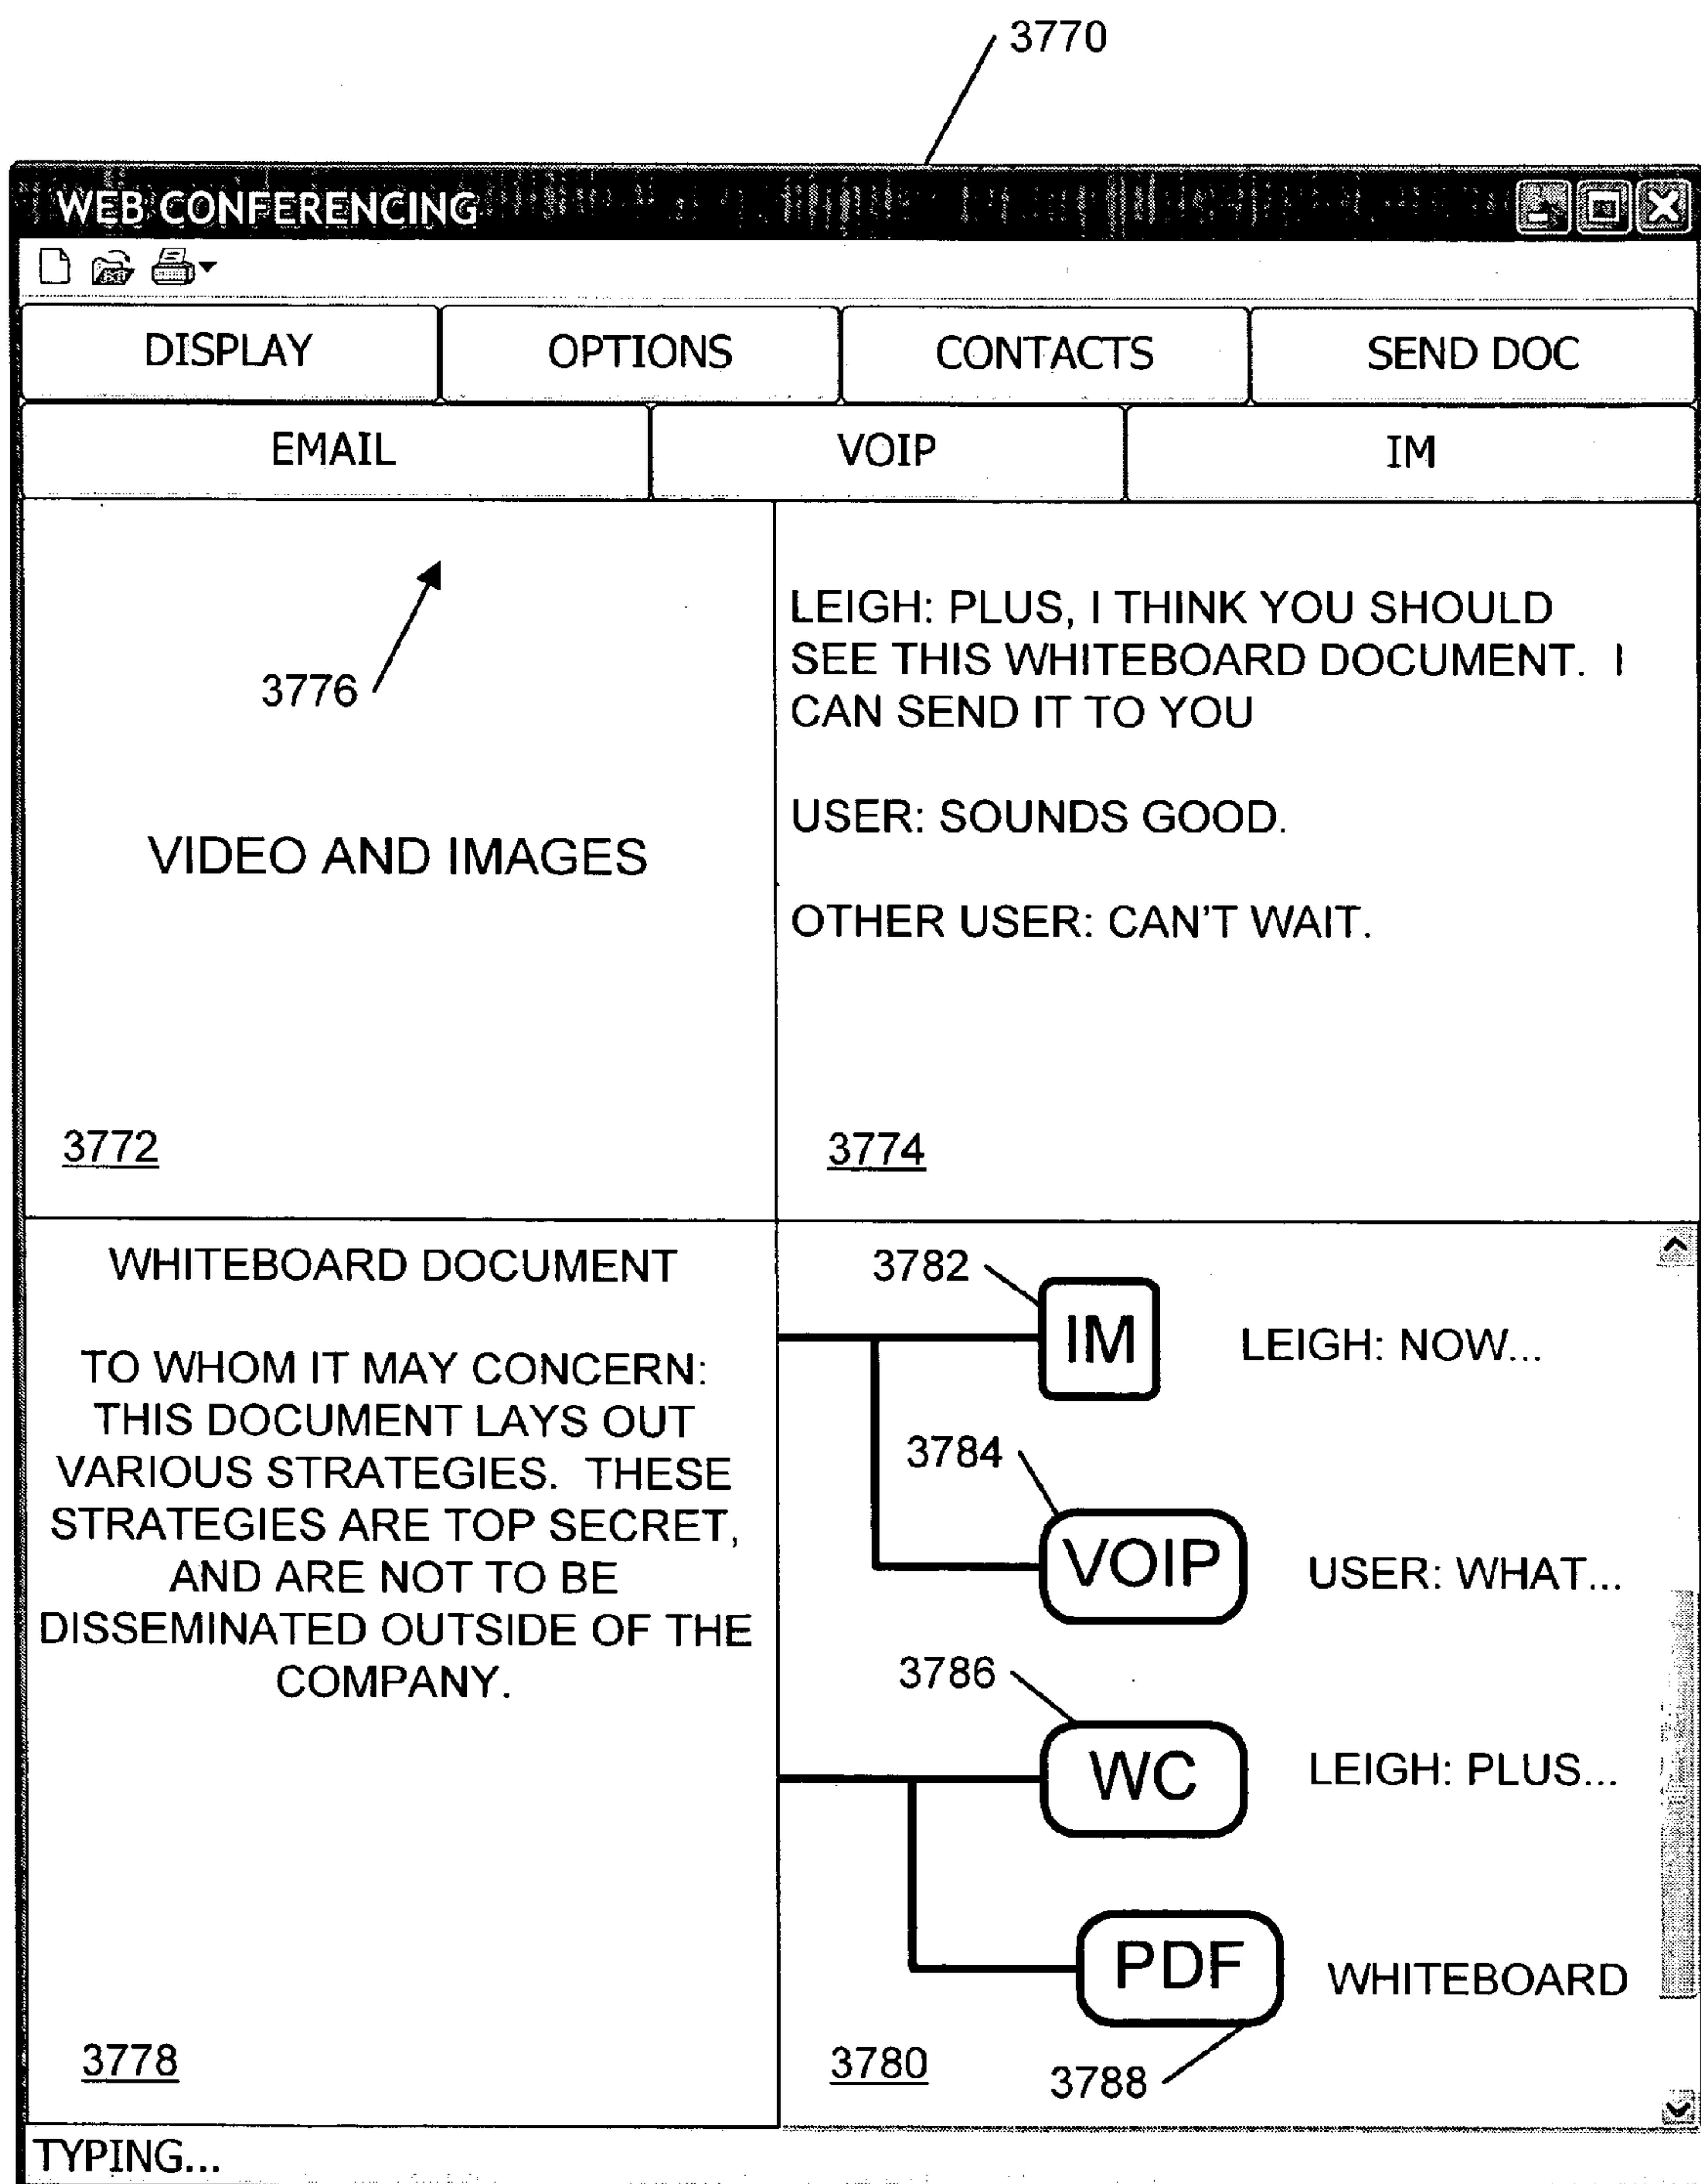 3770
WEB CONFERENCING
DISPLAY OPTIONS CONTACTS SEND DOC
EMAIL VOIP IM
3776
VIDEO AND IMAGES
3772
LEIGH: PLUS, I THINK YOU SHOULD
SEE THIS WHITEBOARD DOCUMENT. I
CAN SEND IT TO YOU
USER: SOUNDS GOOD.
OTHER USER: CAN'T WAIT.
3774
WHITEBOARD DOCUMENT
TO WHOM IT MAY CONCERN:
THIS DOCUMENT LAYS OUT
VARIOUS STRATEGIES. THESE
STRATEGIES ARE TOP SECRET,
AND ARE NOT TO BE
DISSEMINATED OUTSIDE OF THE
COMPANY.
3778
3782
IM LEIGH: NOW...
3784
VOIP USER: WHAT...
3786
WC LEIGH: PLUS...
PDF WHITEBOARD
3780
3788
TYPING...